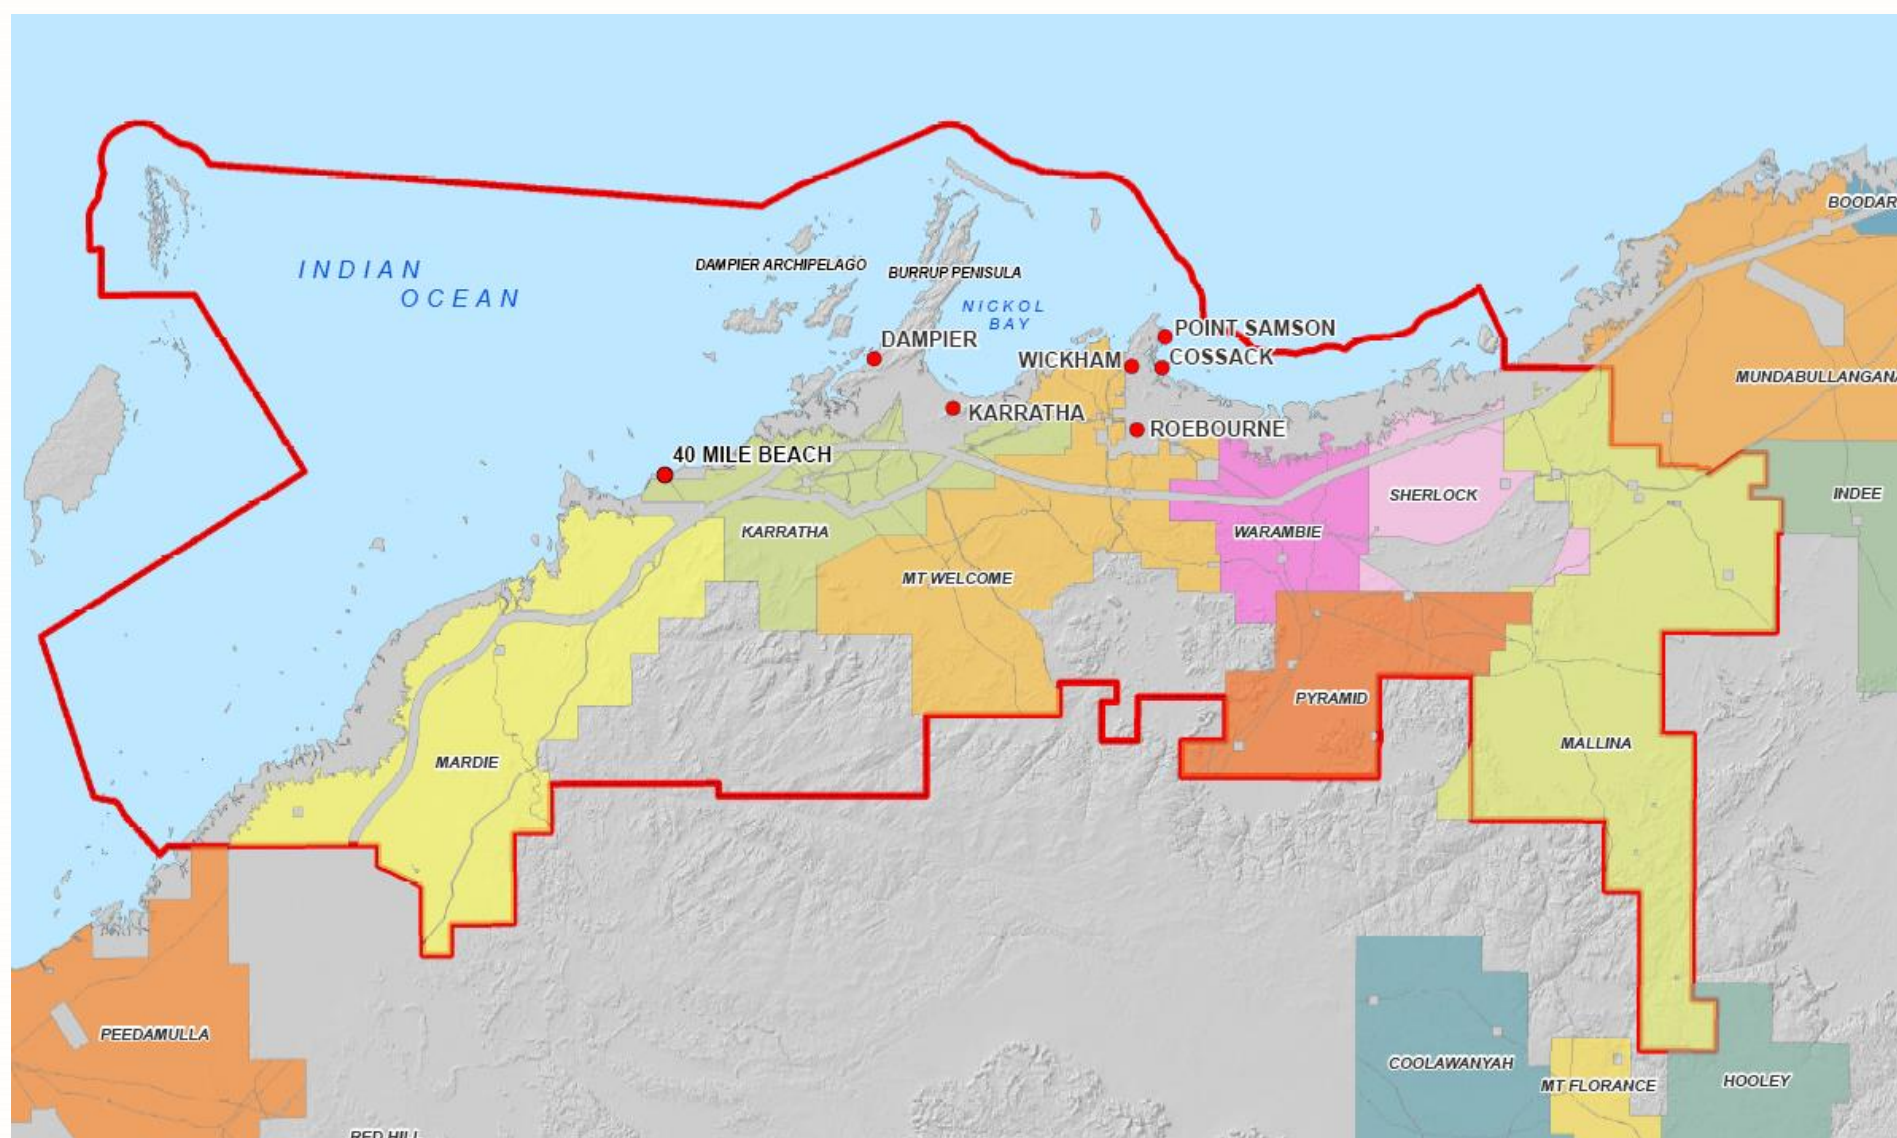 BOODAR
INDIAN
OCEAN
DAMPIER ARCHIPELAGO
BURRUP PENISULA
NICKOL
BAY
POINT SAMSON
DAMPIER
WICKHAM
COSSACK
MUNDABULLANGANA
KARRATHA
ROEBOURNE
40 MILE BEACH
SHERLOCK
INDEE
KARRATHA
WARAMBIE
MT WELCOME
PYRAMID
MALLINA
MARDIE
PEEDAMULLA
COOLAWANYAH
MT FLORANCE
HOOLEY
RED HILL